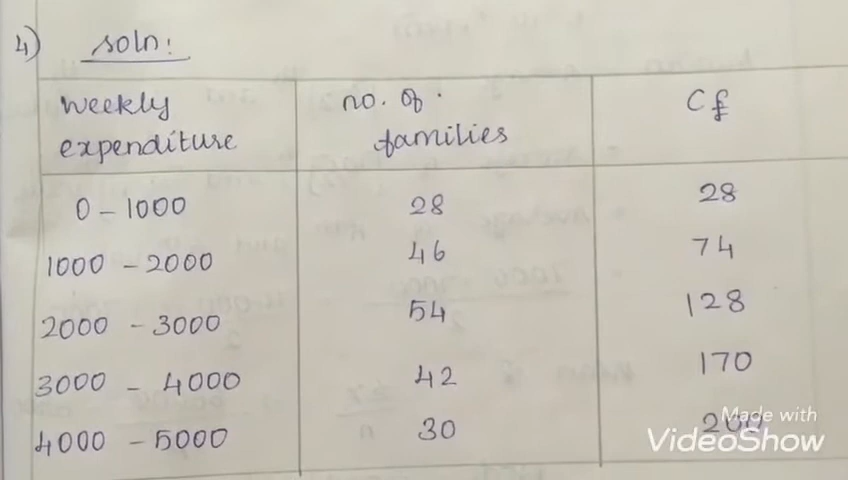 4) soln:
weekly expenditure no. of. families Cf
0 - 1000 28 28
1000 - 2000 46 74
2000 - 3000 54 128
3000 - 4000 42 170
4000 - 5000 30 200
Made with
VideoShow